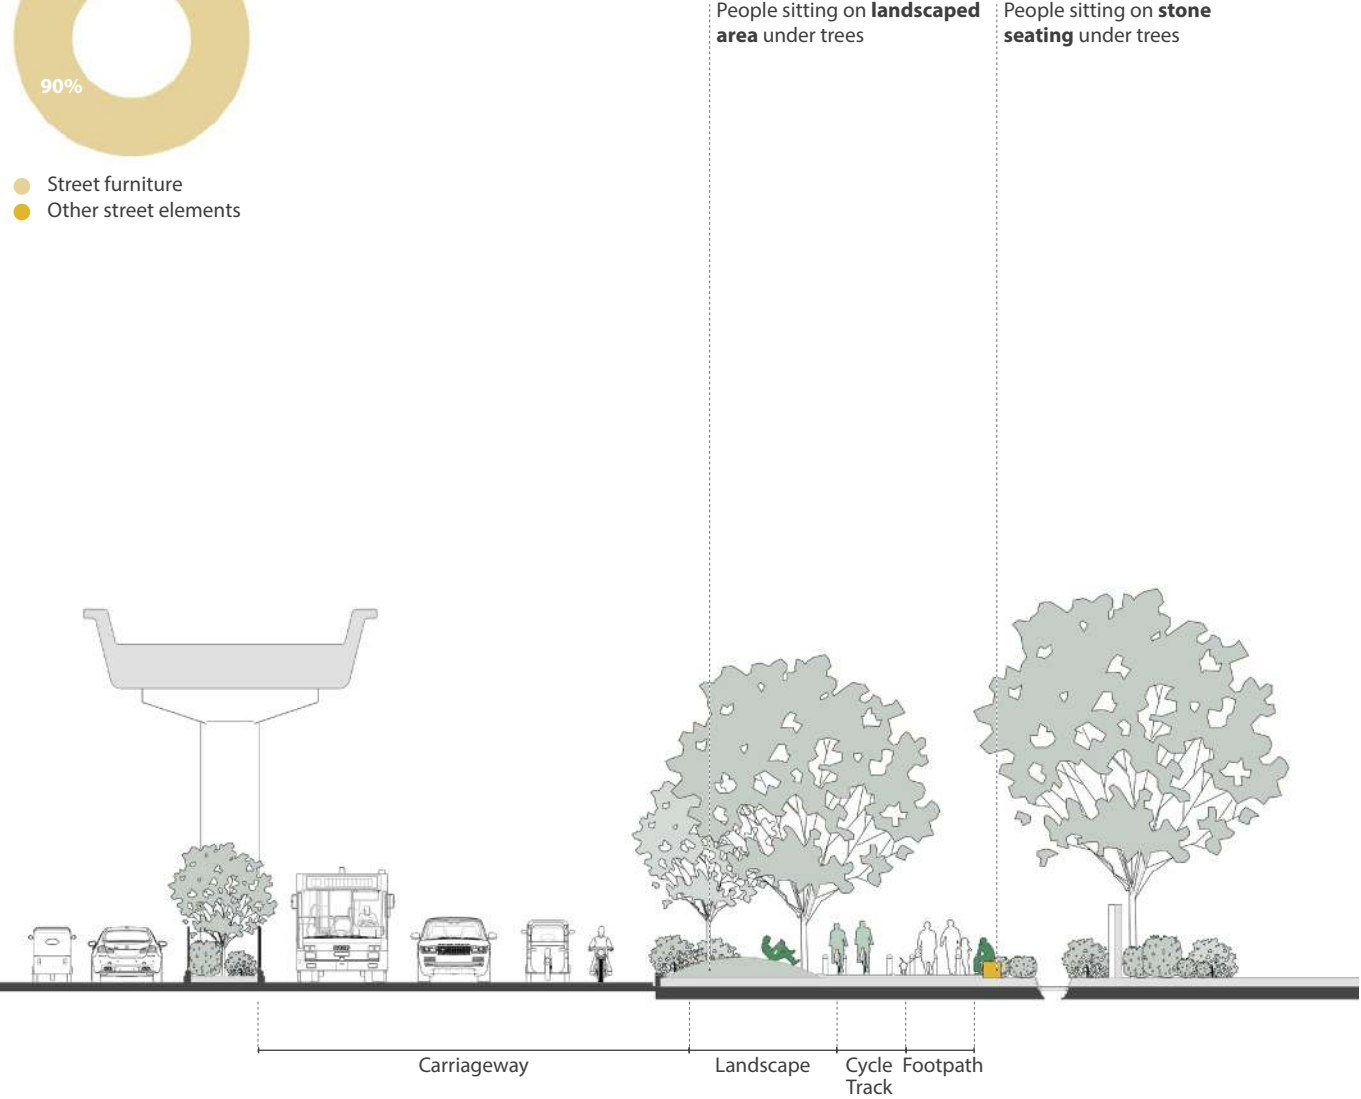 People sitting on landscaped
area under trees
People sitting on stone
seating under trees
90%
Street furniture
Other street elements
Carriageway
Landscape
Cycle
Track
Footpath